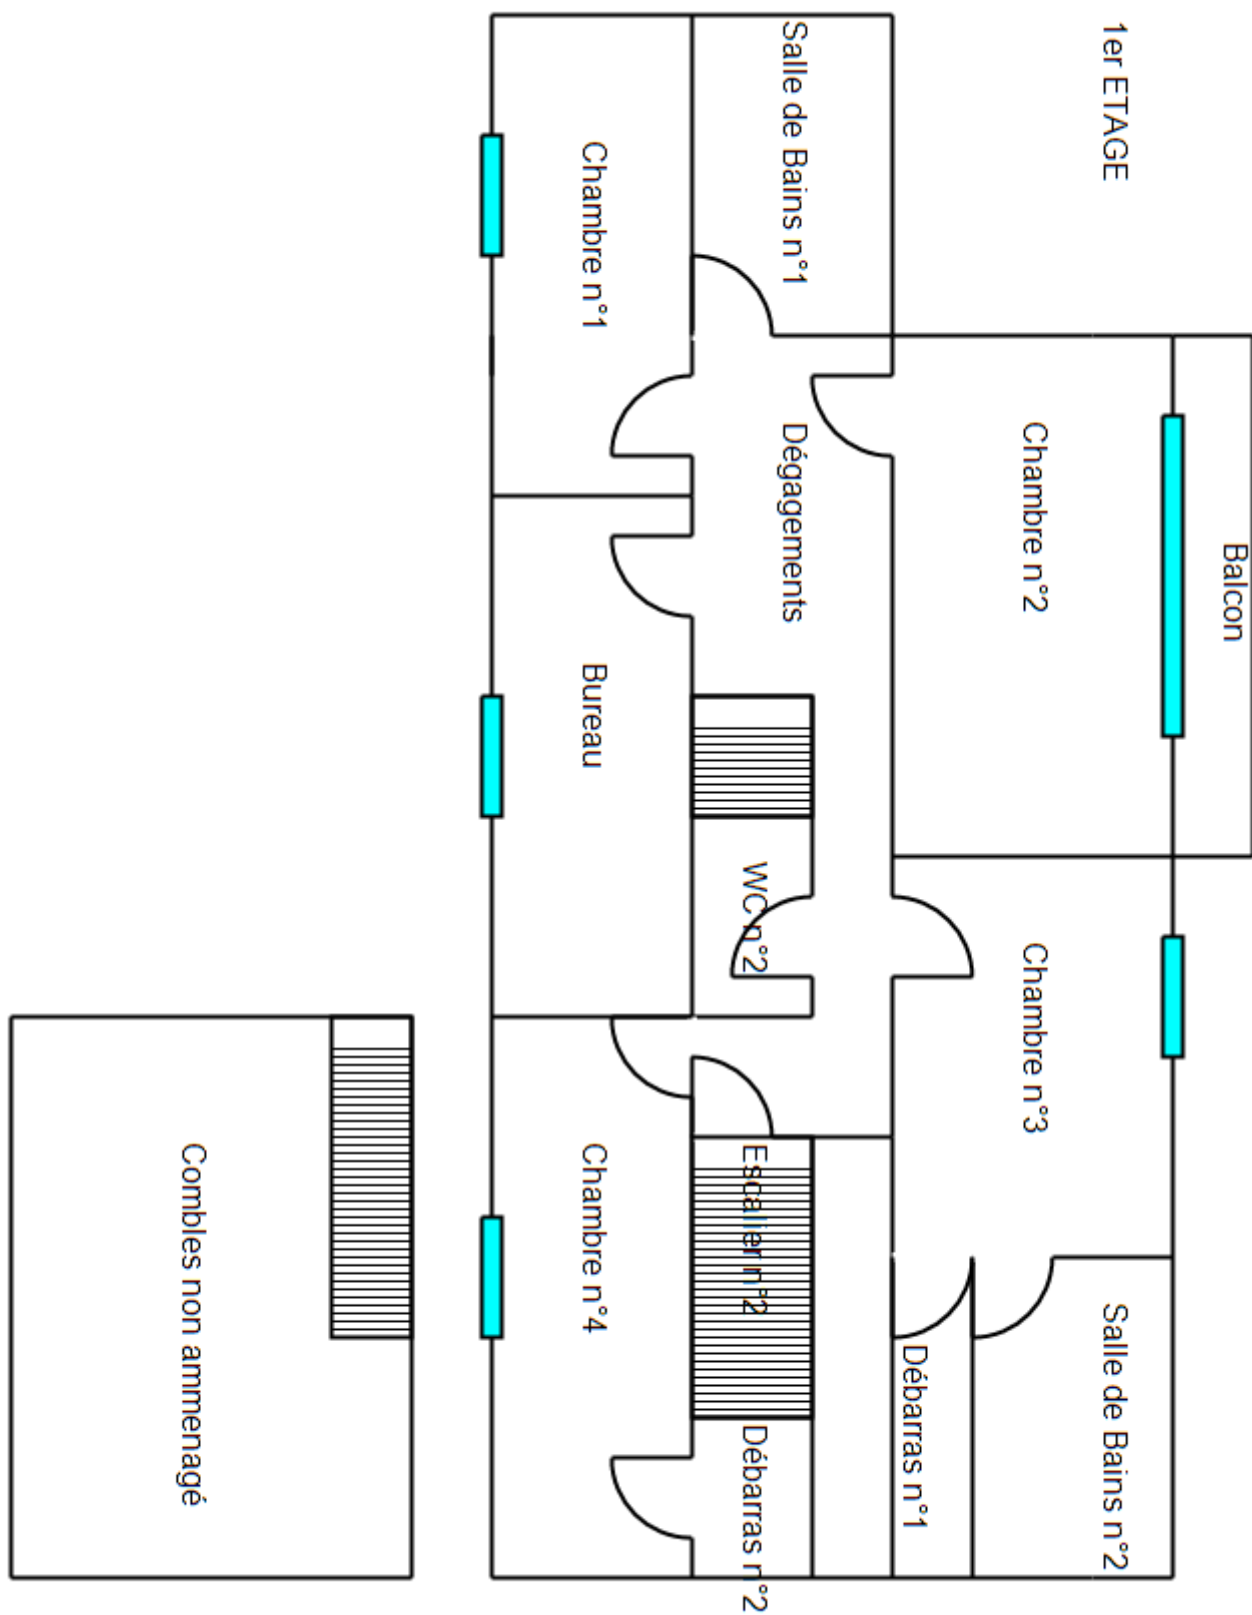 1er ETAGE
Balcon
Salle de Bains n°1
Chambre n°2
Chambre n°3
Salle de Bains n°2
Dégagements
Débarras n°1
Chambre n°1
WC n°2
Escalier n°2
Débarras n°2
Bureau
Chambre n°4
Combles non ammenagé